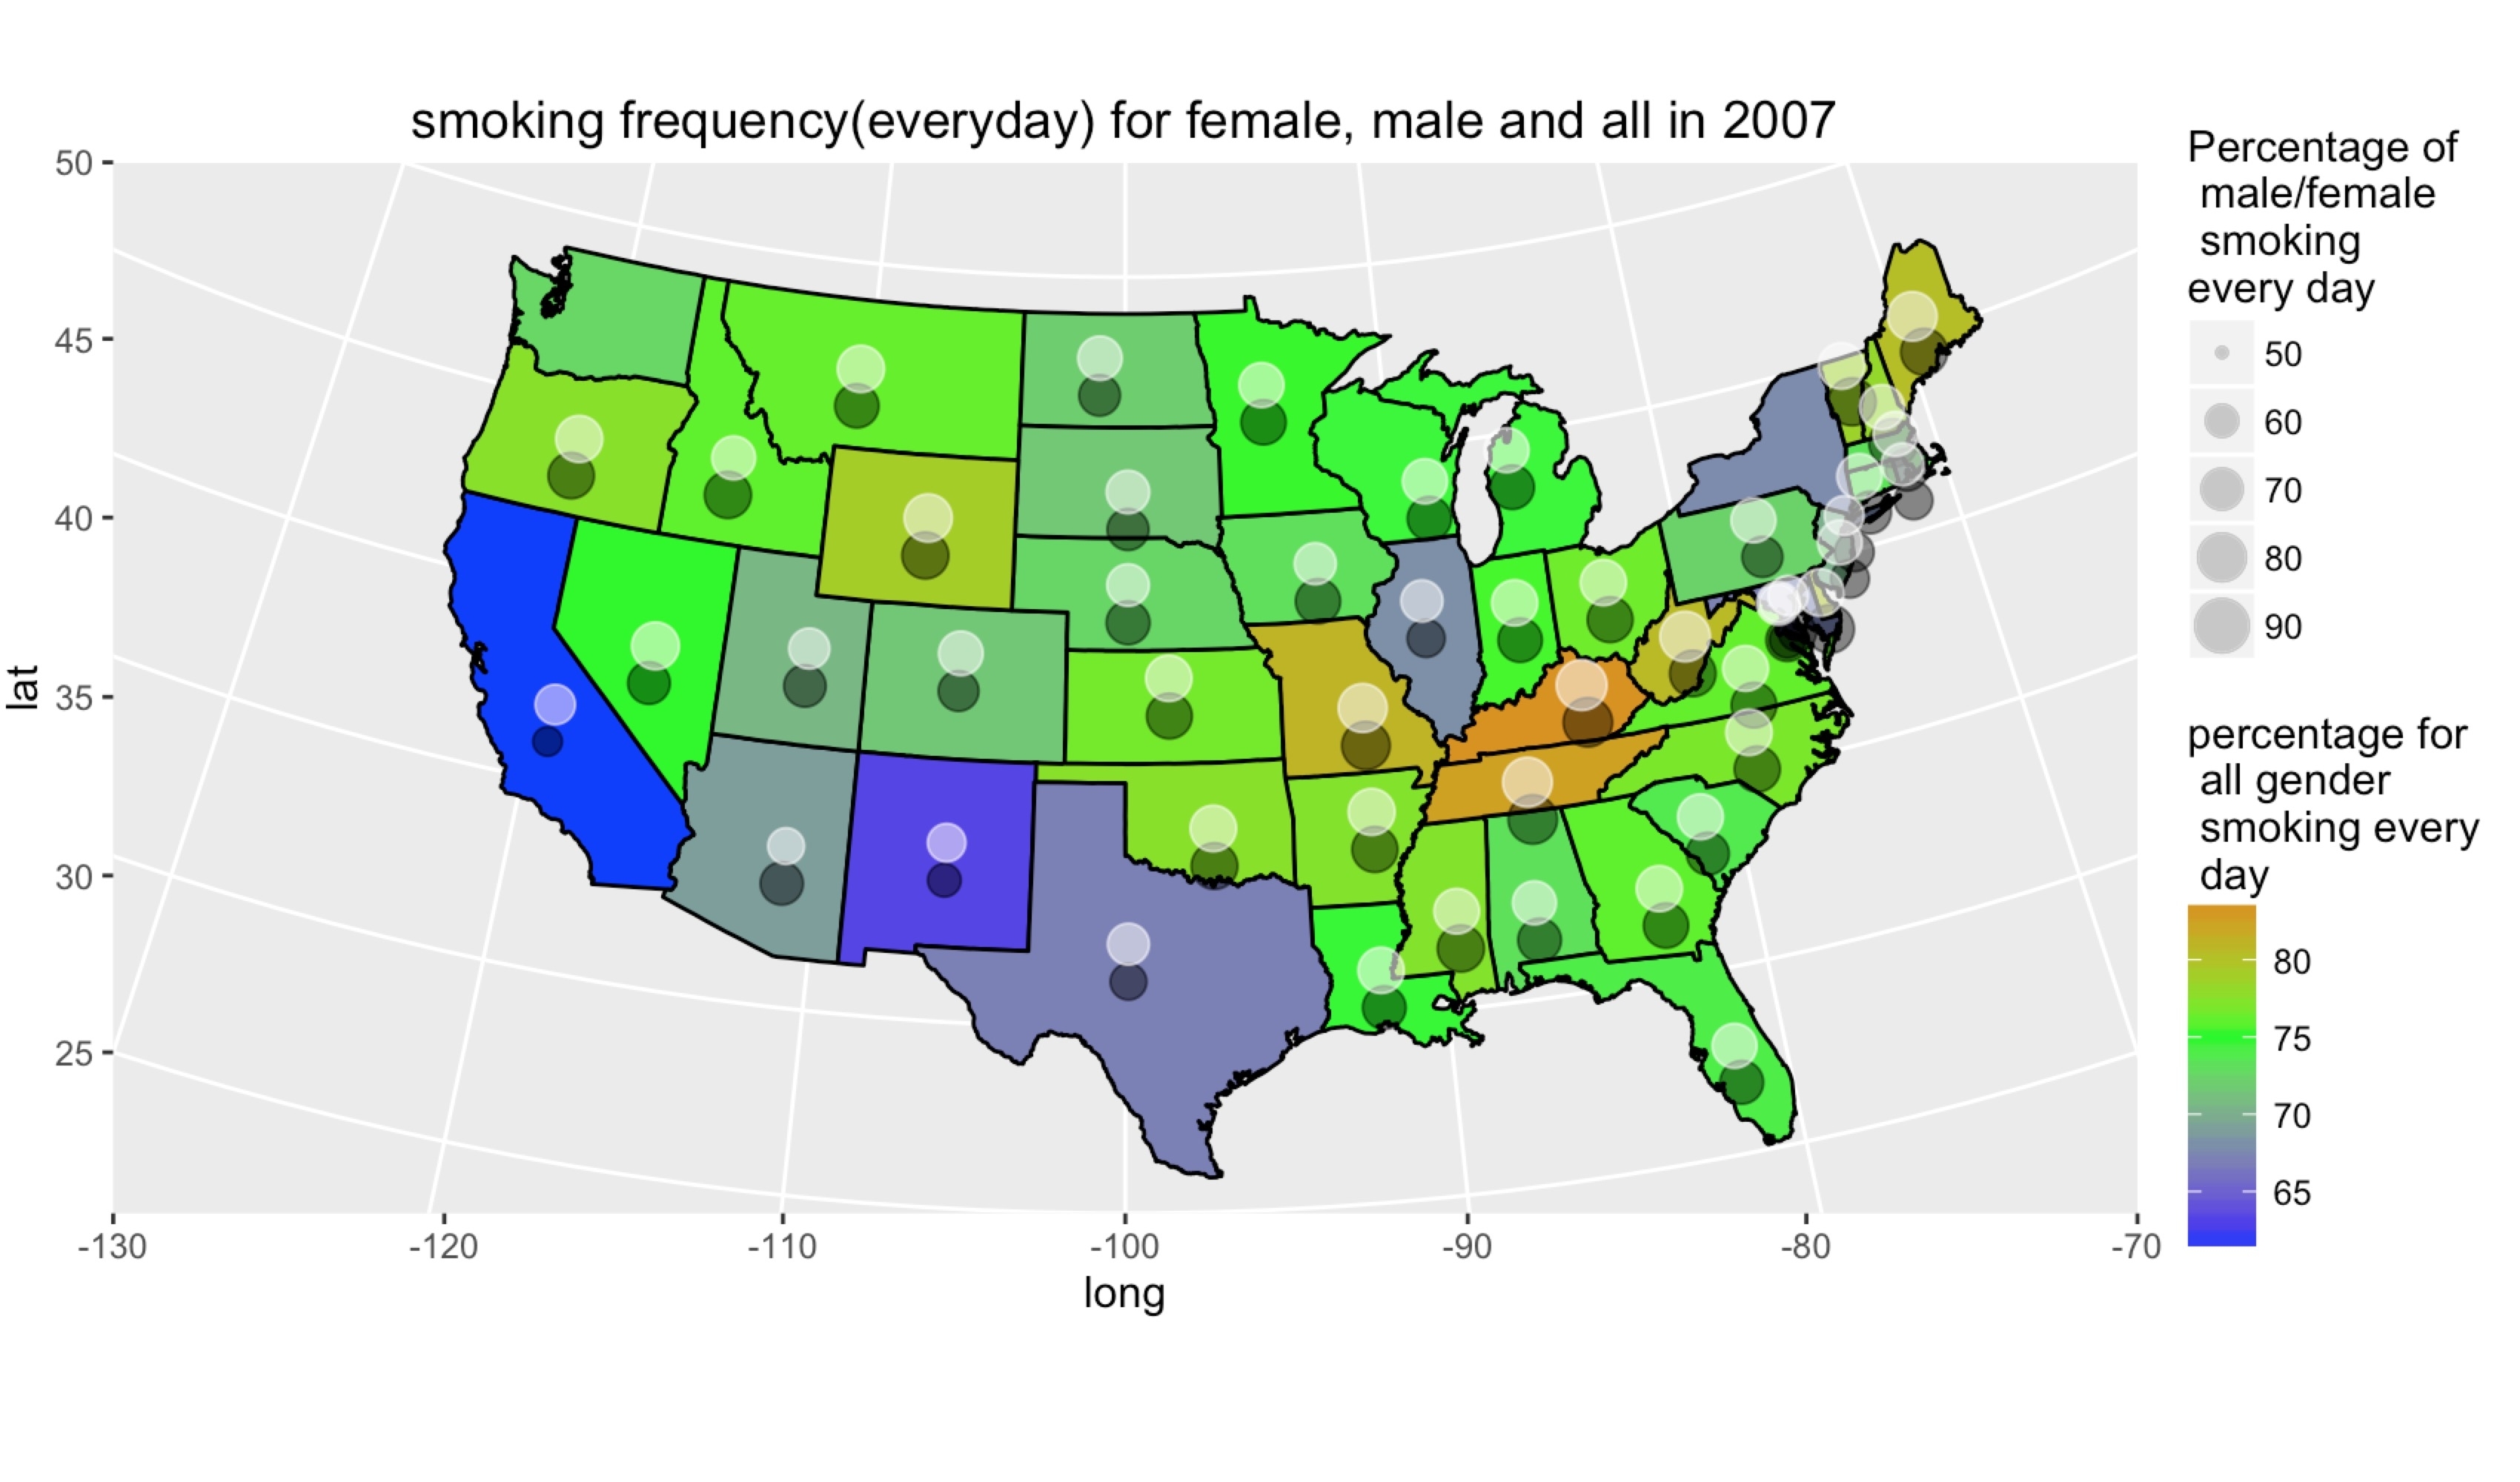 smoking frequency(everyday) for female, male and all in 2007
50
45
40
35
30
25
lat
-130
-120
-110
-100
-90
-80
-70
long
Percentage of
male/female
smoking
every day
50
60
70
80
90
percentage for
all gender
smoking every
day
80
75
70
65